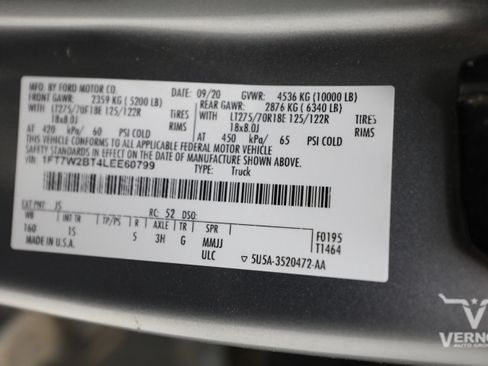 MFD. BY FORD MOTOR CO.
DATE: 09/20 GVWR: 4536 KG (10000 LB)
FRONT GAWR: 2359 KG (5200 LB) REAR GAWR: 2876 KG (6340 LB)
WITH LT275/70R18E 125/122R TIRES WITH LT275/70R18E 125/122R TIRES
18x8.0J RIMS 18x8.0J RIMS
AT 420 kPa/ 60 PSI COLD AT 450 kPa/ 65 PSI COLD
THIS VEHICLE CONFORMS TO ALL APPLICABLE FEDERAL MOTOR VEHICLE
SAFETY STANDARDS IN EFFECT ON THE DATE OF MANUFACTURE SHOWN ABOVE.
VIN: 1FT7W2BT4LEE60799
TYPE: Truck
EXT PNT: JS RC: 52 DSO:
WB INT TR TP/PS R AXLE TR SPR F0195
160 1S 5 3H G MMJJ T1464
MADE IN U.S.A. ULC ▽ 5U5A-3520472-AA
VERNO
AUTO GROUP